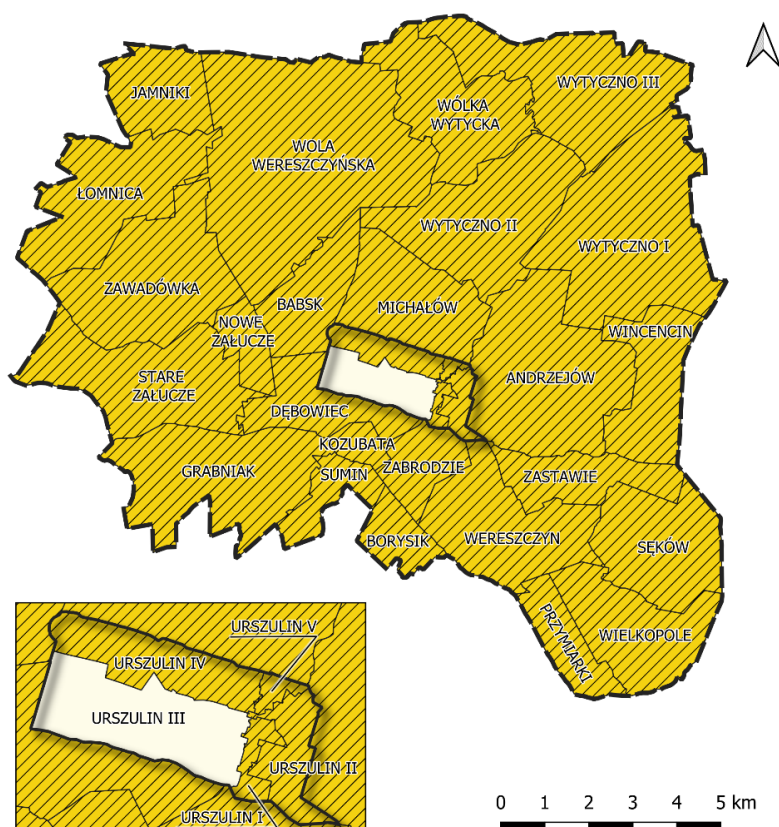 JAMNIKI
WYTYCZNO III
WÓLKA
WYTYCKA
WOLA
WERESZCZYŃSKA
ŁOMNICA
WYTYCZNO II
WYTYCZNO I
ZAWADÓWKA
BABSK
MICHAŁÓW
NOWE
ZAŁUCZE
WINCENCIN
STARE
ZAŁUCZE
ANDRZEJÓW
DĘBOWIEC
KOZUBATA
GRABNIAK
SUMIN
ZABRODZIE
ZASTAWIE
BORYSIK
WERESZCZYN
SĘKÓW
PRZYMIARKI
WIELKOPOLE
URSZULIN V
URSZULIN IV
URSZULIN III
URSZULIN II
URSZULIN I
0 1 2 3 4 5 km